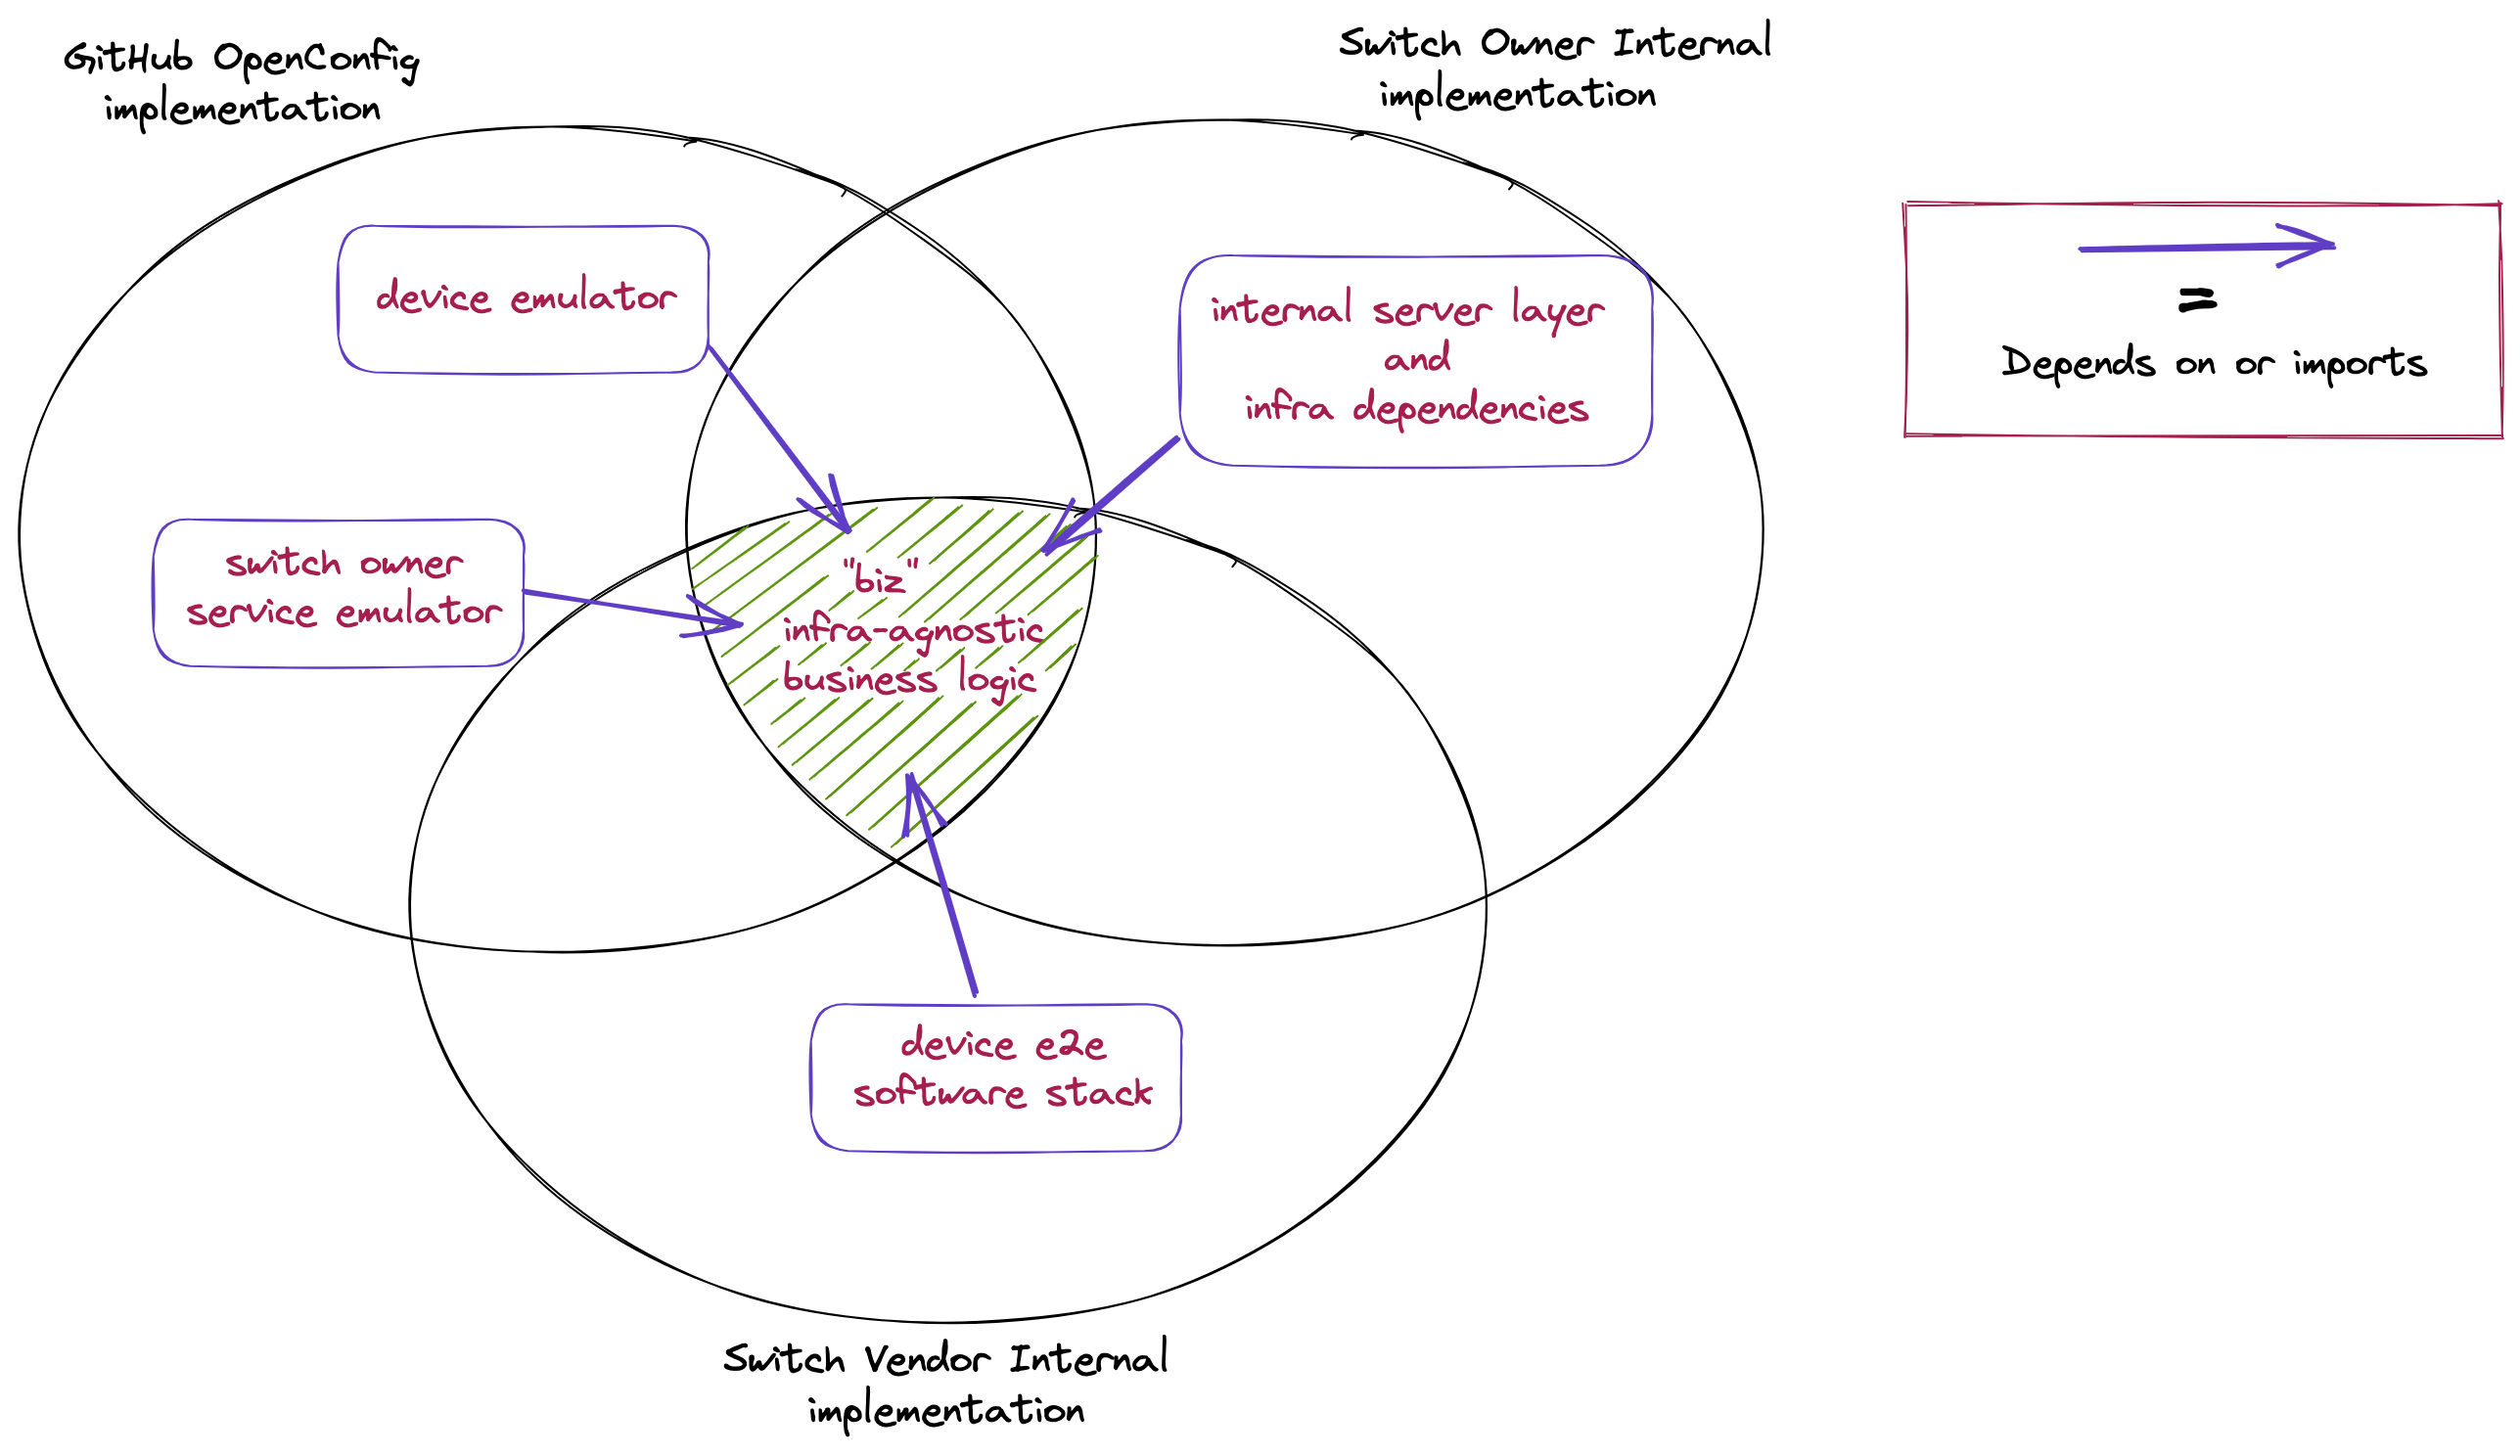 GitHub OpenConfig
implementation
Switch Owner Internal
implementation
device emulator
internal server layer
and
infra dependencies
=
Depends on or imports
switch owner
service emulator
"biz"
infra-agnostic
business logic
device e2e
software stack
Switch Vendor Internal
implementation